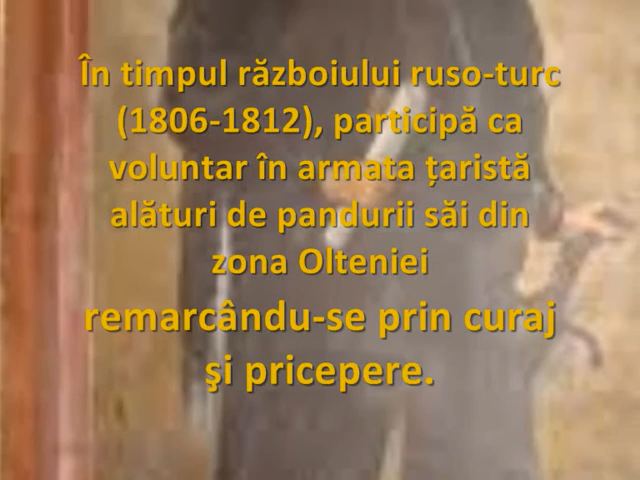 În timpul războiului ruso-turc
(1806-1812), participă ca
voluntar în armata țaristă
alături de pandurii săi din
zona Olteniei
remarcându-se prin curaj
şi pricepere.